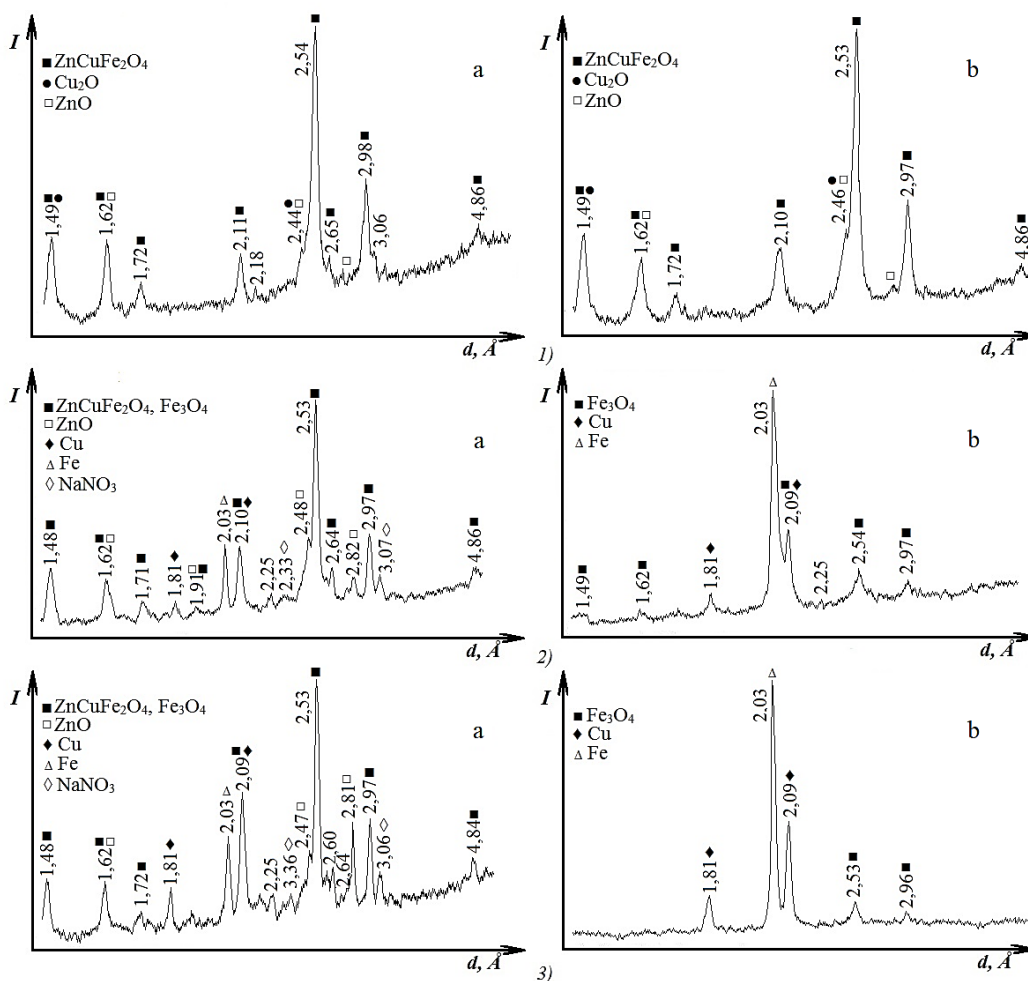 I
■ ZnCuFe₂O₄
● Cu₂O
□ ZnO
a
■●
1,49
■□
1,62
■
1,72
■
2,11
2,18
●□
2,44
■
2,54
■
2,65
□
■
2,98
3,06
■
4,86
d, Å
I
■ ZnCuFe₂O₄
● Cu₂O
□ ZnO
b
■●
1,49
■□
1,62
■
1,72
■
2,10
●□
2,46
■
2,53
□
■
2,97
■
4,86
d, Å
1)
I
■ ZnCuFe₂O₄, Fe₃O₄
□ ZnO
♦ Cu
Δ Fe
◊ NaNO₃
a
■
1,48
■□
1,62
■
1,71
♦
1,81
□■
1,91
Δ
2,03
■♦
2,10
2,25
◊
2,33
□
2,48
■
2,53
■
2,64
□
2,82
■
2,97
◊
3,07
■
4,86
d, Å
I
■ Fe₃O₄
♦ Cu
Δ Fe
b
■
1,49
■
1,62
♦
1,81
Δ
2,03
■♦
2,09
2,25
■
2,54
■
2,97
d, Å
2)
I
■ ZnCuFe₂O₄, Fe₃O₄
□ ZnO
♦ Cu
Δ Fe
◊ NaNO₃
a
■
1,48
■□
1,62
■
1,72
♦
1,81
Δ
2,03
■♦
2,09
2,25
◊
3,36
□
2,47
■
2,53
2,60
2,64
□
2,81
■
2,97
◊
3,06
■
4,84
d, Å
I
■ Fe₃O₄
♦ Cu
Δ Fe
b
♦
1,81
Δ
2,03
♦
2,09
■
2,53
■
2,96
d, Å
3)